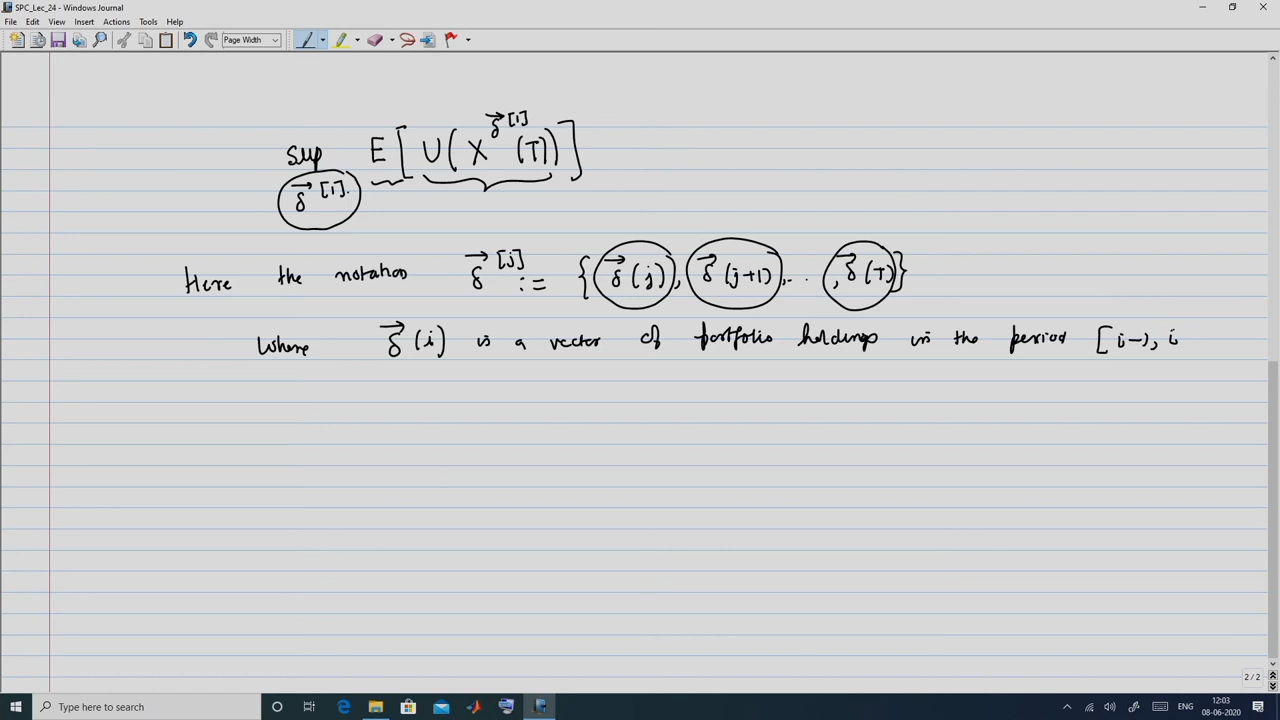 SPC_Lec_24 - Windows Journal
File Edit View Insert Actions Tools Help
Page Width
sup E[U(X^{δ⃗^[1]}(T))]
δ⃗^[1].
Here the notation δ⃗^[j] := {δ⃗(j), δ⃗(j+1), . . , δ⃗(T)}
Where δ⃗(i) is a vector of portfolio holdings in the period [i-1, i
2 / 2
Type here to search
ENG
12:03
08-06-2020